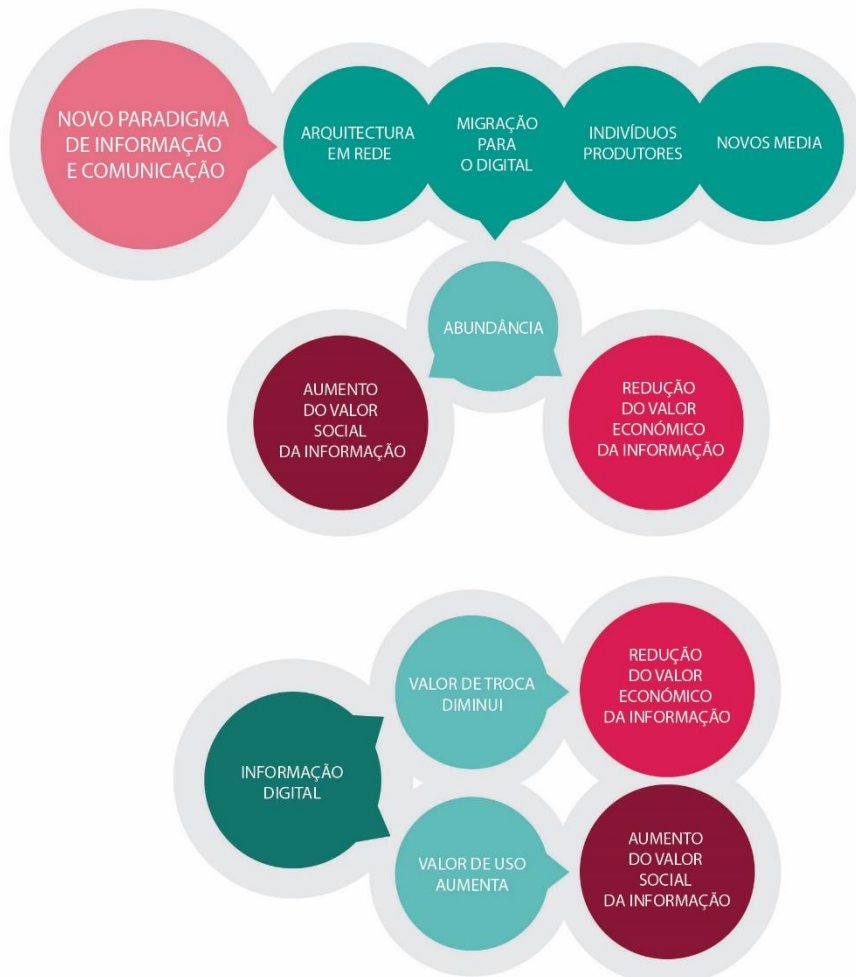 NOVO PARADIGMA
DE INFORMAÇÃO
E COMUNICAÇÃO
ARQUITECTURA
EM REDE
MIGRAÇÃO
PARA
O DIGITAL
INDIVÍDUOS
PRODUTORES
NOVOS MEDIA
ABUNDÂNCIA
AUMENTO
DO VALOR
SOCIAL
DA INFORMAÇÃO
REDUÇÃO
DO VALOR
ECONÓMICO
DA INFORMAÇÃO
INFORMAÇÃO
DIGITAL
VALOR DE TROCA
DIMINUI
REDUÇÃO
DO VALOR
ECONÓMICO
DA INFORMAÇÃO
VALOR DE USO
AUMENTA
AUMENTO
DO VALOR
SOCIAL
DA INFORMAÇÃO